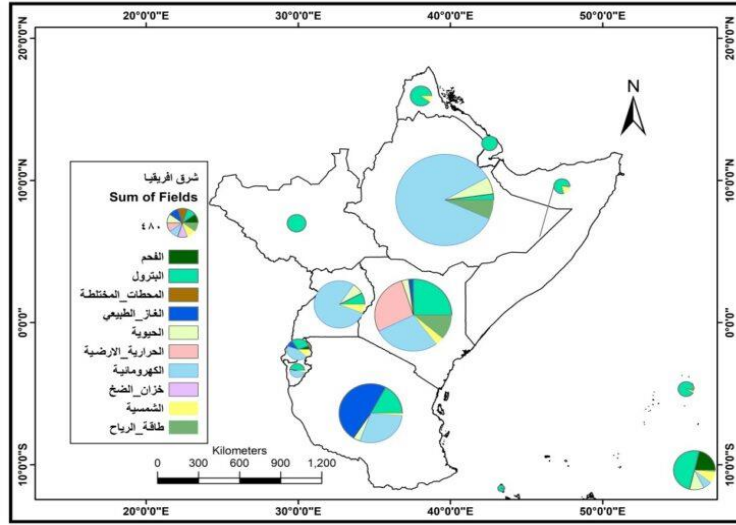 20°0'0"E 30°0'0"E 40°0'0"E 50°0'0"E
20°0'0"N 20°0'0"N
N
10°0'0"N 10°0'0"N
شرق افريقيا
Sum of Fields
٤٨٠
الفحم
البترول
المحطات_المختلطة
الغاز_الطبيعي
الحيوية
الحرارية_الارضية
الكهرومائية
خزان_الضخ
الشمسية
طاقة_الرياح
0°0'0" 0°0'0"
Kilometers
0 300 600 900 1,200
10°0'0"S 10°0'0"S
20°0'0"E 30°0'0"E 40°0'0"E 50°0'0"E